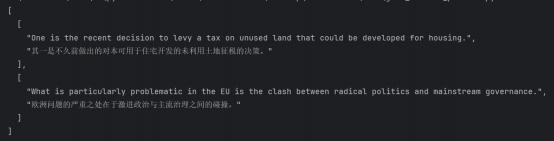 [
[
"One is the recent decision to levy a tax on unused land that could be developed for housing.",
"其一是不久前做出的对本可用于住宅开发的未利用土地征税的决策。"
],
[
"What is particularly problematic in the EU is the clash between radical politics and mainstream governance.",
"欧洲问题的严重之处在于激进政治与主流治理之间的碰撞。"
]
]